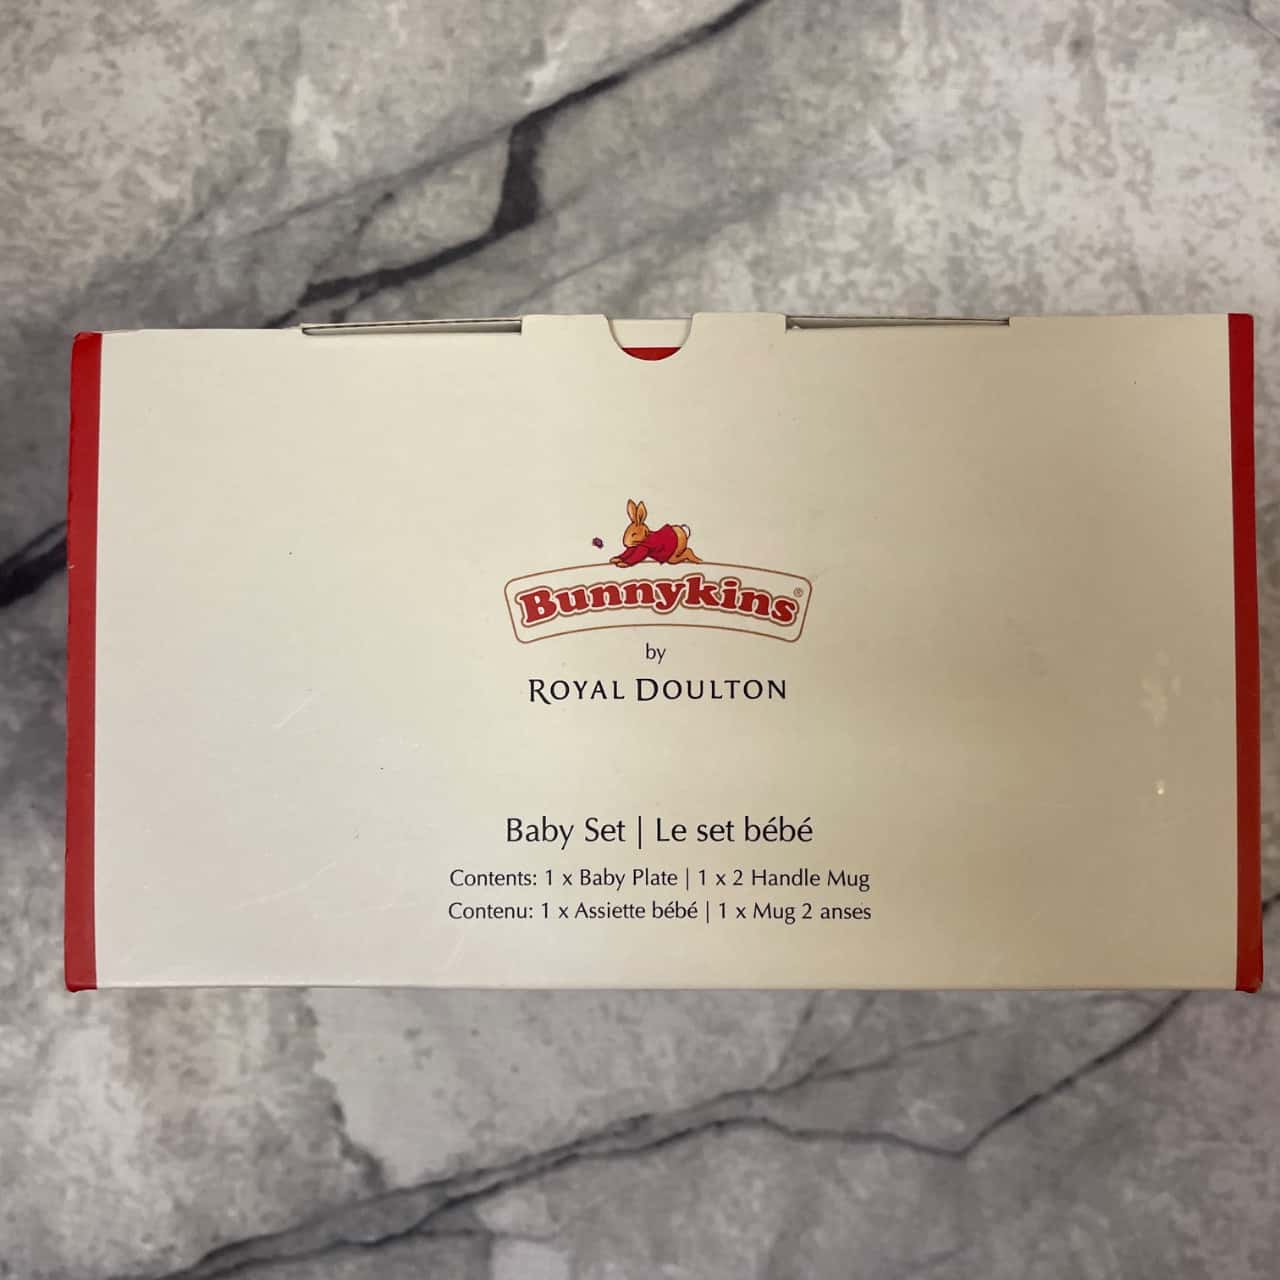 Bunnykins®
by
ROYAL DOULTON
Baby Set | Le set bébé
Contents: 1 x Baby Plate | 1 x 2 Handle Mug
Contenu: 1 x Assiette bébé | 1 x Mug 2 anses